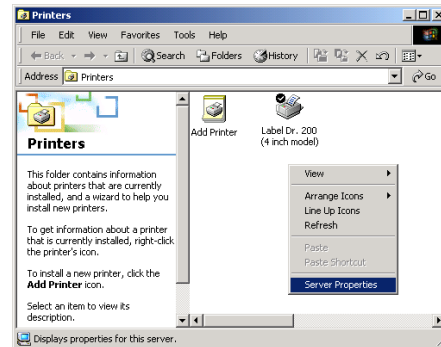 Printers
File Edit View Favorites Tools Help
Back Search Folders History
Address Printers Go
Add Printer
Label Dr. 200
(4 inch model)
Printers
This folder contains information
about printers that are currently
installed, and a wizard to help you
install new printers.
To get information about a printer
that is currently installed, right-click
the printer's icon.
To install a new printer, click the
Add Printer icon.
Select an item to view its
description.
View
Arrange Icons
Line Up Icons
Refresh
Paste
Paste Shortcut
Server Properties
Displays properties for this server.